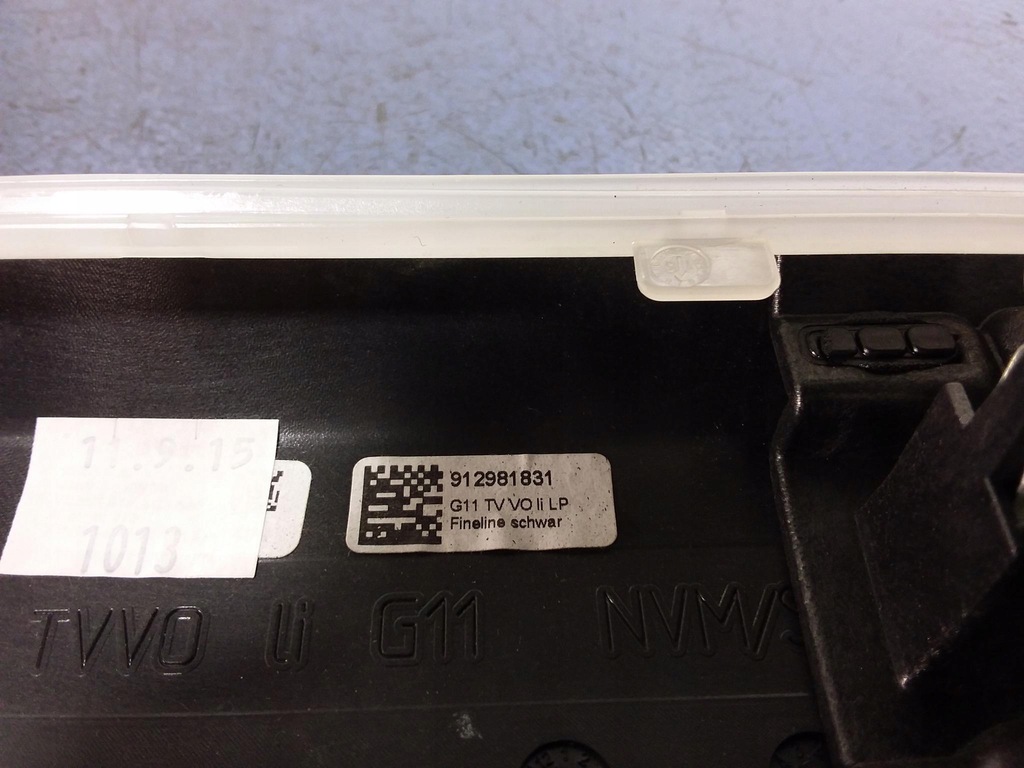 11.9.15
1013
912981831
G11 TV VO li LP
Fineline schwar
TVVO li G11 NVM/S